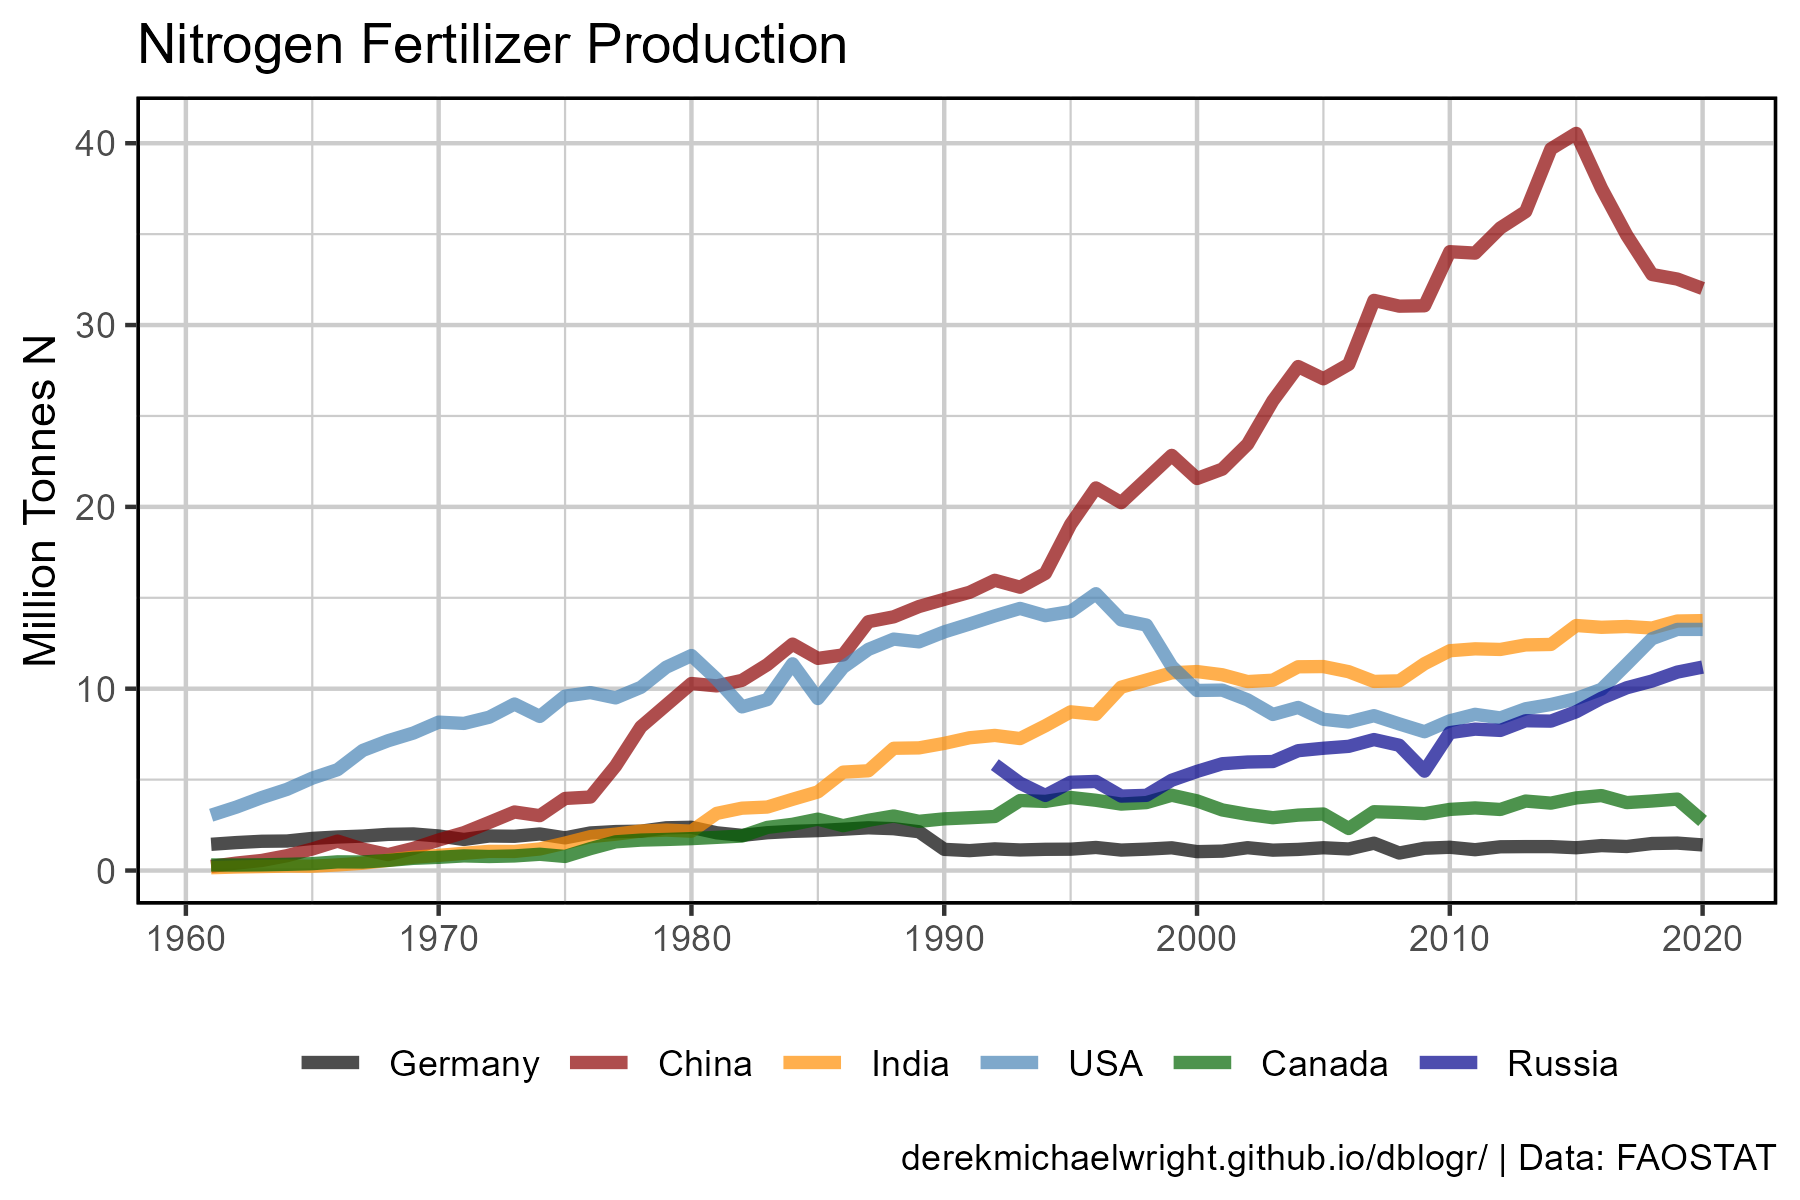 Nitrogen Fertilizer Production
Million Tonnes N
40
30
20
10
0
1960 1970 1980 1990 2000 2010 2020
Germany China India USA Canada Russia
derekmichaelwright.github.io/dblogr/ | Data: FAOSTAT